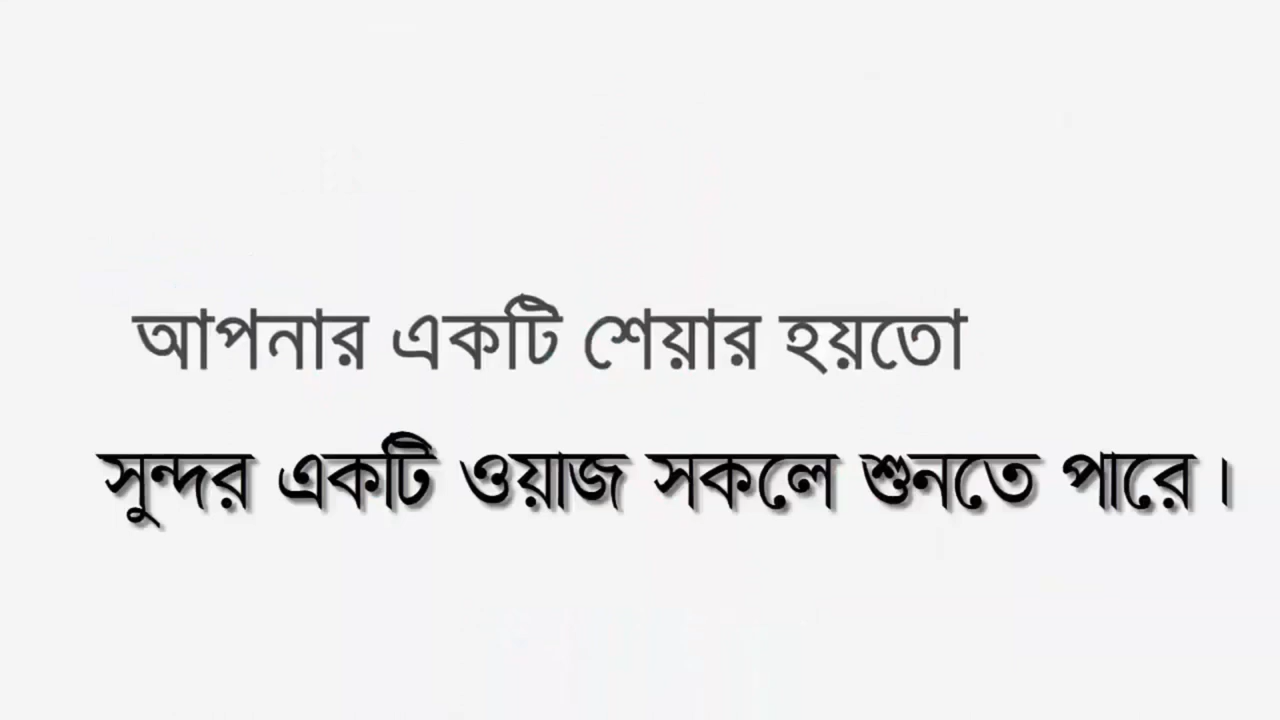 আপনার একটি শেয়ার হয়তো
সুন্দর একটি ওয়াজ সকলে শুনতে পারে।